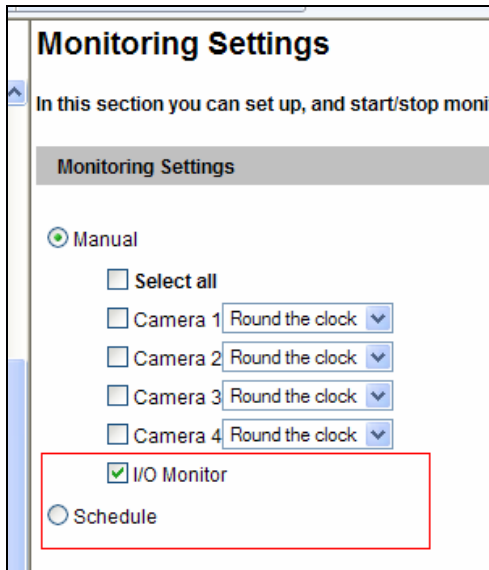 Monitoring Settings
In this section you can set up, and start/stop moni
Monitoring Settings
Manual
Select all
Camera 1 Round the clock
Camera 2 Round the clock
Camera 3 Round the clock
Camera 4 Round the clock
I/O Monitor
Schedule